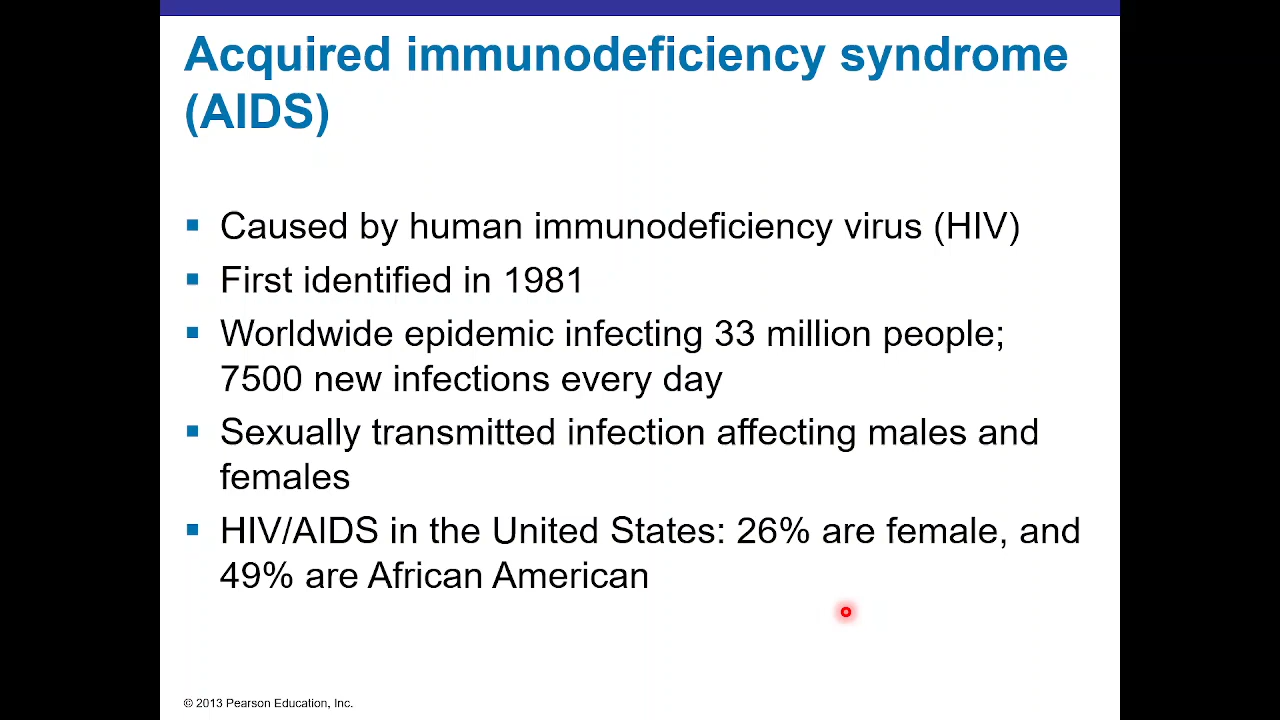 Acquired immunodeficiency syndrome
(AIDS)
▪ Caused by human immunodeficiency virus (HIV)
▪ First identified in 1981
▪ Worldwide epidemic infecting 33 million people;
7500 new infections every day
▪ Sexually transmitted infection affecting males and
females
▪ HIV/AIDS in the United States: 26% are female, and
49% are African American
© 2013 Pearson Education, Inc.